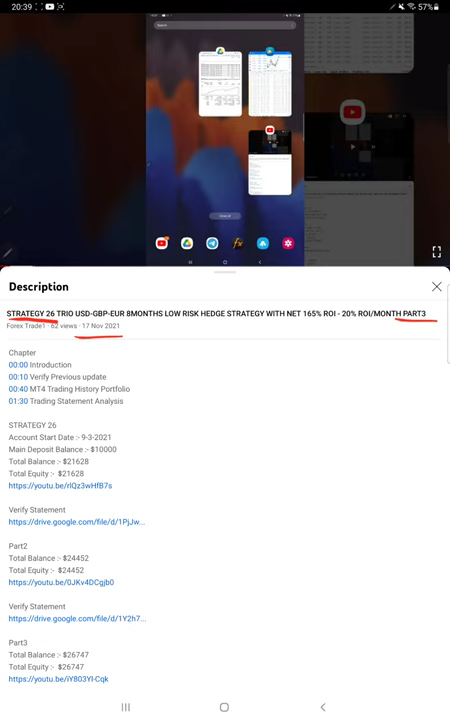 20:39
57%
Search
Close all
Description
STRATEGY 26 TRIO USD-GBP-EUR 8MONTHS LOW RISK HEDGE STRATEGY WITH NET 165% ROI - 20% ROI/MONTH PART3
Forex Trade1 · 62 views · 17 Nov 2021
Chapter
00:00 Introduction
00:10 Verify Previous update
00:40 MT4 Trading History Portfolio
01:30 Trading Statement Analysis
STRATEGY 26
Account Start Date :- 9-3-2021
Main Deposit Balance :- $10000
Total Balance :- $21628
Total Equity :- $21628
https://youtu.be/rlQz3wHfB7s
Verify Statement
https://drive.google.com/file/d/1PjJw...
Part2
Total Balance :- $24452
Total Equity :- $24452
https://youtu.be/0JKv4DCgjb0
Verify Statement
https://drive.google.com/file/d/1Y2h7...
Part3
Total Balance :- $26747
Total Equity :- $26747
https://youtu.be/iY803Yl-Cqk